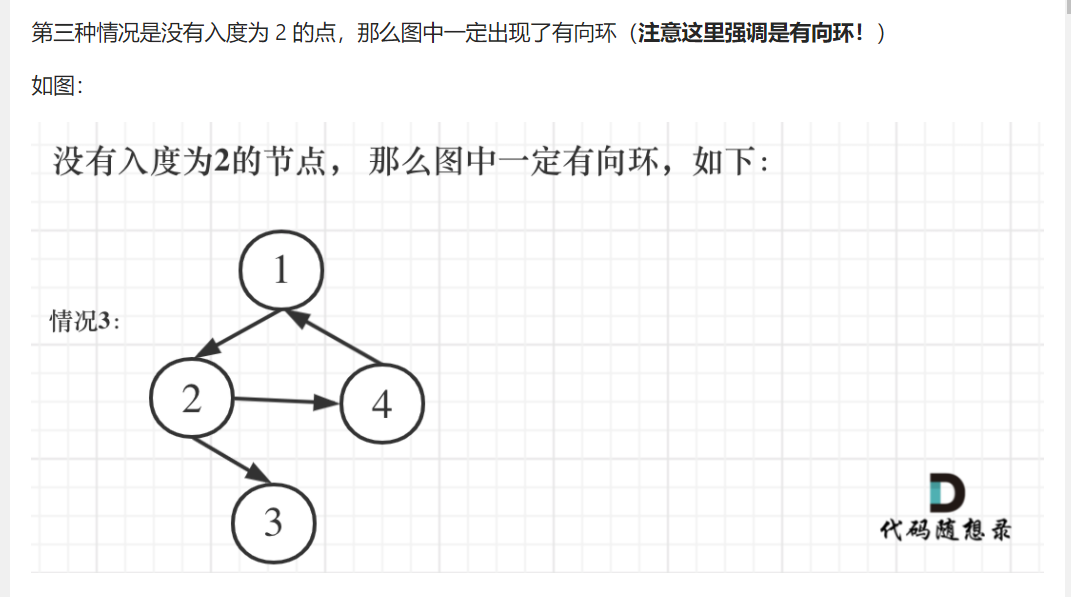 第三种情况是没有入度为 2 的点，那么图中一定出现了有向环（注意这里强调是有向环！）
如图：
没有入度为2的节点， 那么图中一定有向环，如下：
1
情况3：
2
4
3
代码随想录